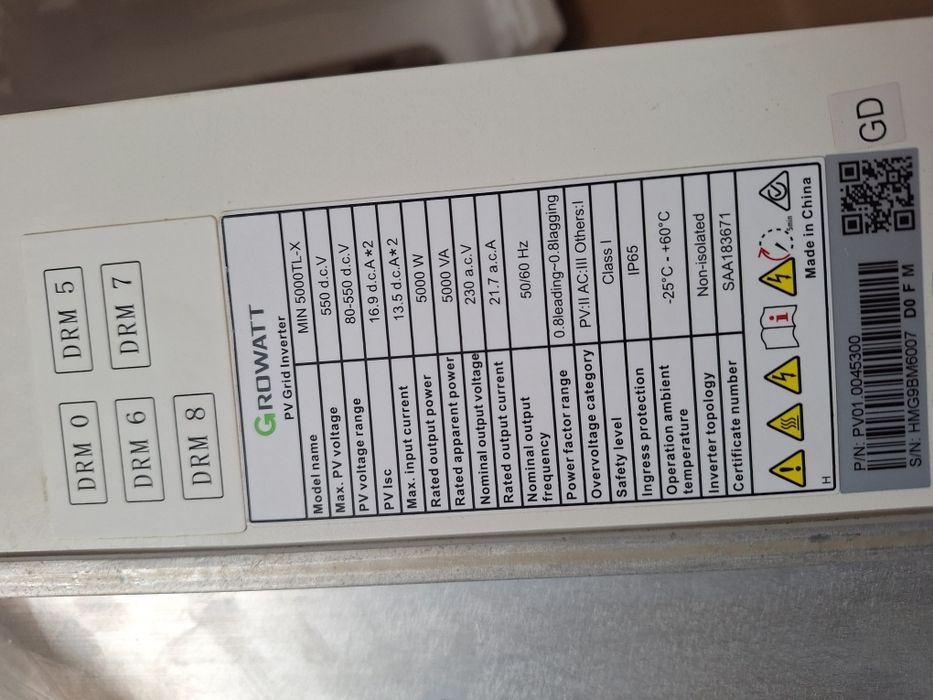 DRM 0
DRM 5
DRM 6
DRM 7
DRM 8
GROWATT
PV Grid Inverter
Model name MIN 5000TL-X
Max. PV voltage 550 d.c.V
PV voltage range 80-550 d.c.V
PV Isc 16.9 d.c.A*2
Max. input current 13.5 d.c.A*2
Rated output power 5000 W
Rated apparent power 5000 VA
Nominal output voltage 230 a.c.V
Rated output current 21.7 a.c.A
Nominal output frequency 50/60 Hz
Power factor range 0.8leading~0.8lagging
Overvoltage category PV:II AC:III Others:I
Safety level Class I
Ingress protection IP65
Operation ambient temperature -25°C - +60°C
Inverter topology Non-isolated
Certificate number SAA183671
5min
H
Made in China
P/N: PV01.0045300
S/N: HMG9BM6007 D0 F M
GD